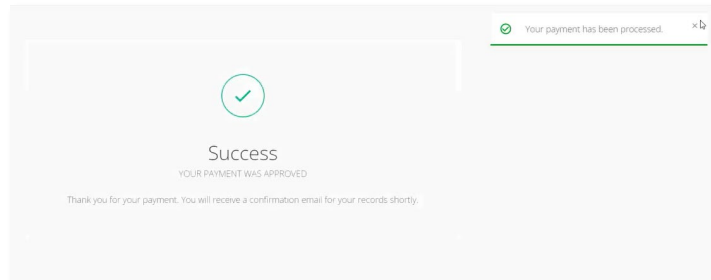 Your payment has been processed.
Success
YOUR PAYMENT WAS APPROVED
Thank you for your payment. You will receive a confirmation email for your records shortly.